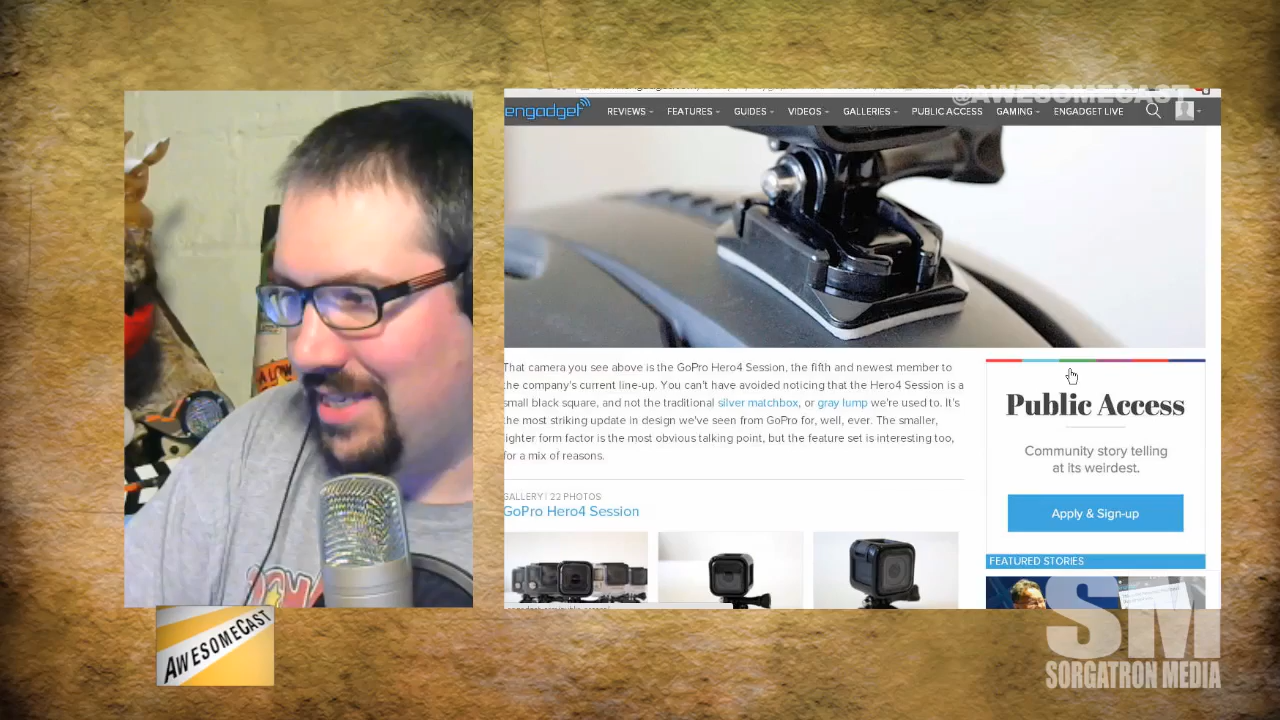 @AWESOMECAST
engadget
REVIEWS
FEATURES
GUIDES
VIDEOS
GALLERIES
PUBLIC ACCESS
GAMING
ENGADGET LIVE
That camera you see above is the GoPro Hero4 Session, the fifth and newest member to
the company's current line-up. You can't have avoided noticing that the Hero4 Session is a
small black square, and not the traditional silver matchbox, or gray lump we're used to. It's
the most striking update in design we've seen from GoPro for, well, ever. The smaller,
lighter form factor is the most obvious talking point, but the feature set is interesting too,
for a mix of reasons.
GALLERY | 22 PHOTOS
GoPro Hero4 Session
Public Access
Community story telling
at its weirdest.
Apply & Sign-up
FEATURED STORIES
AWESOMECAST
SM
SORGATRON MEDIA